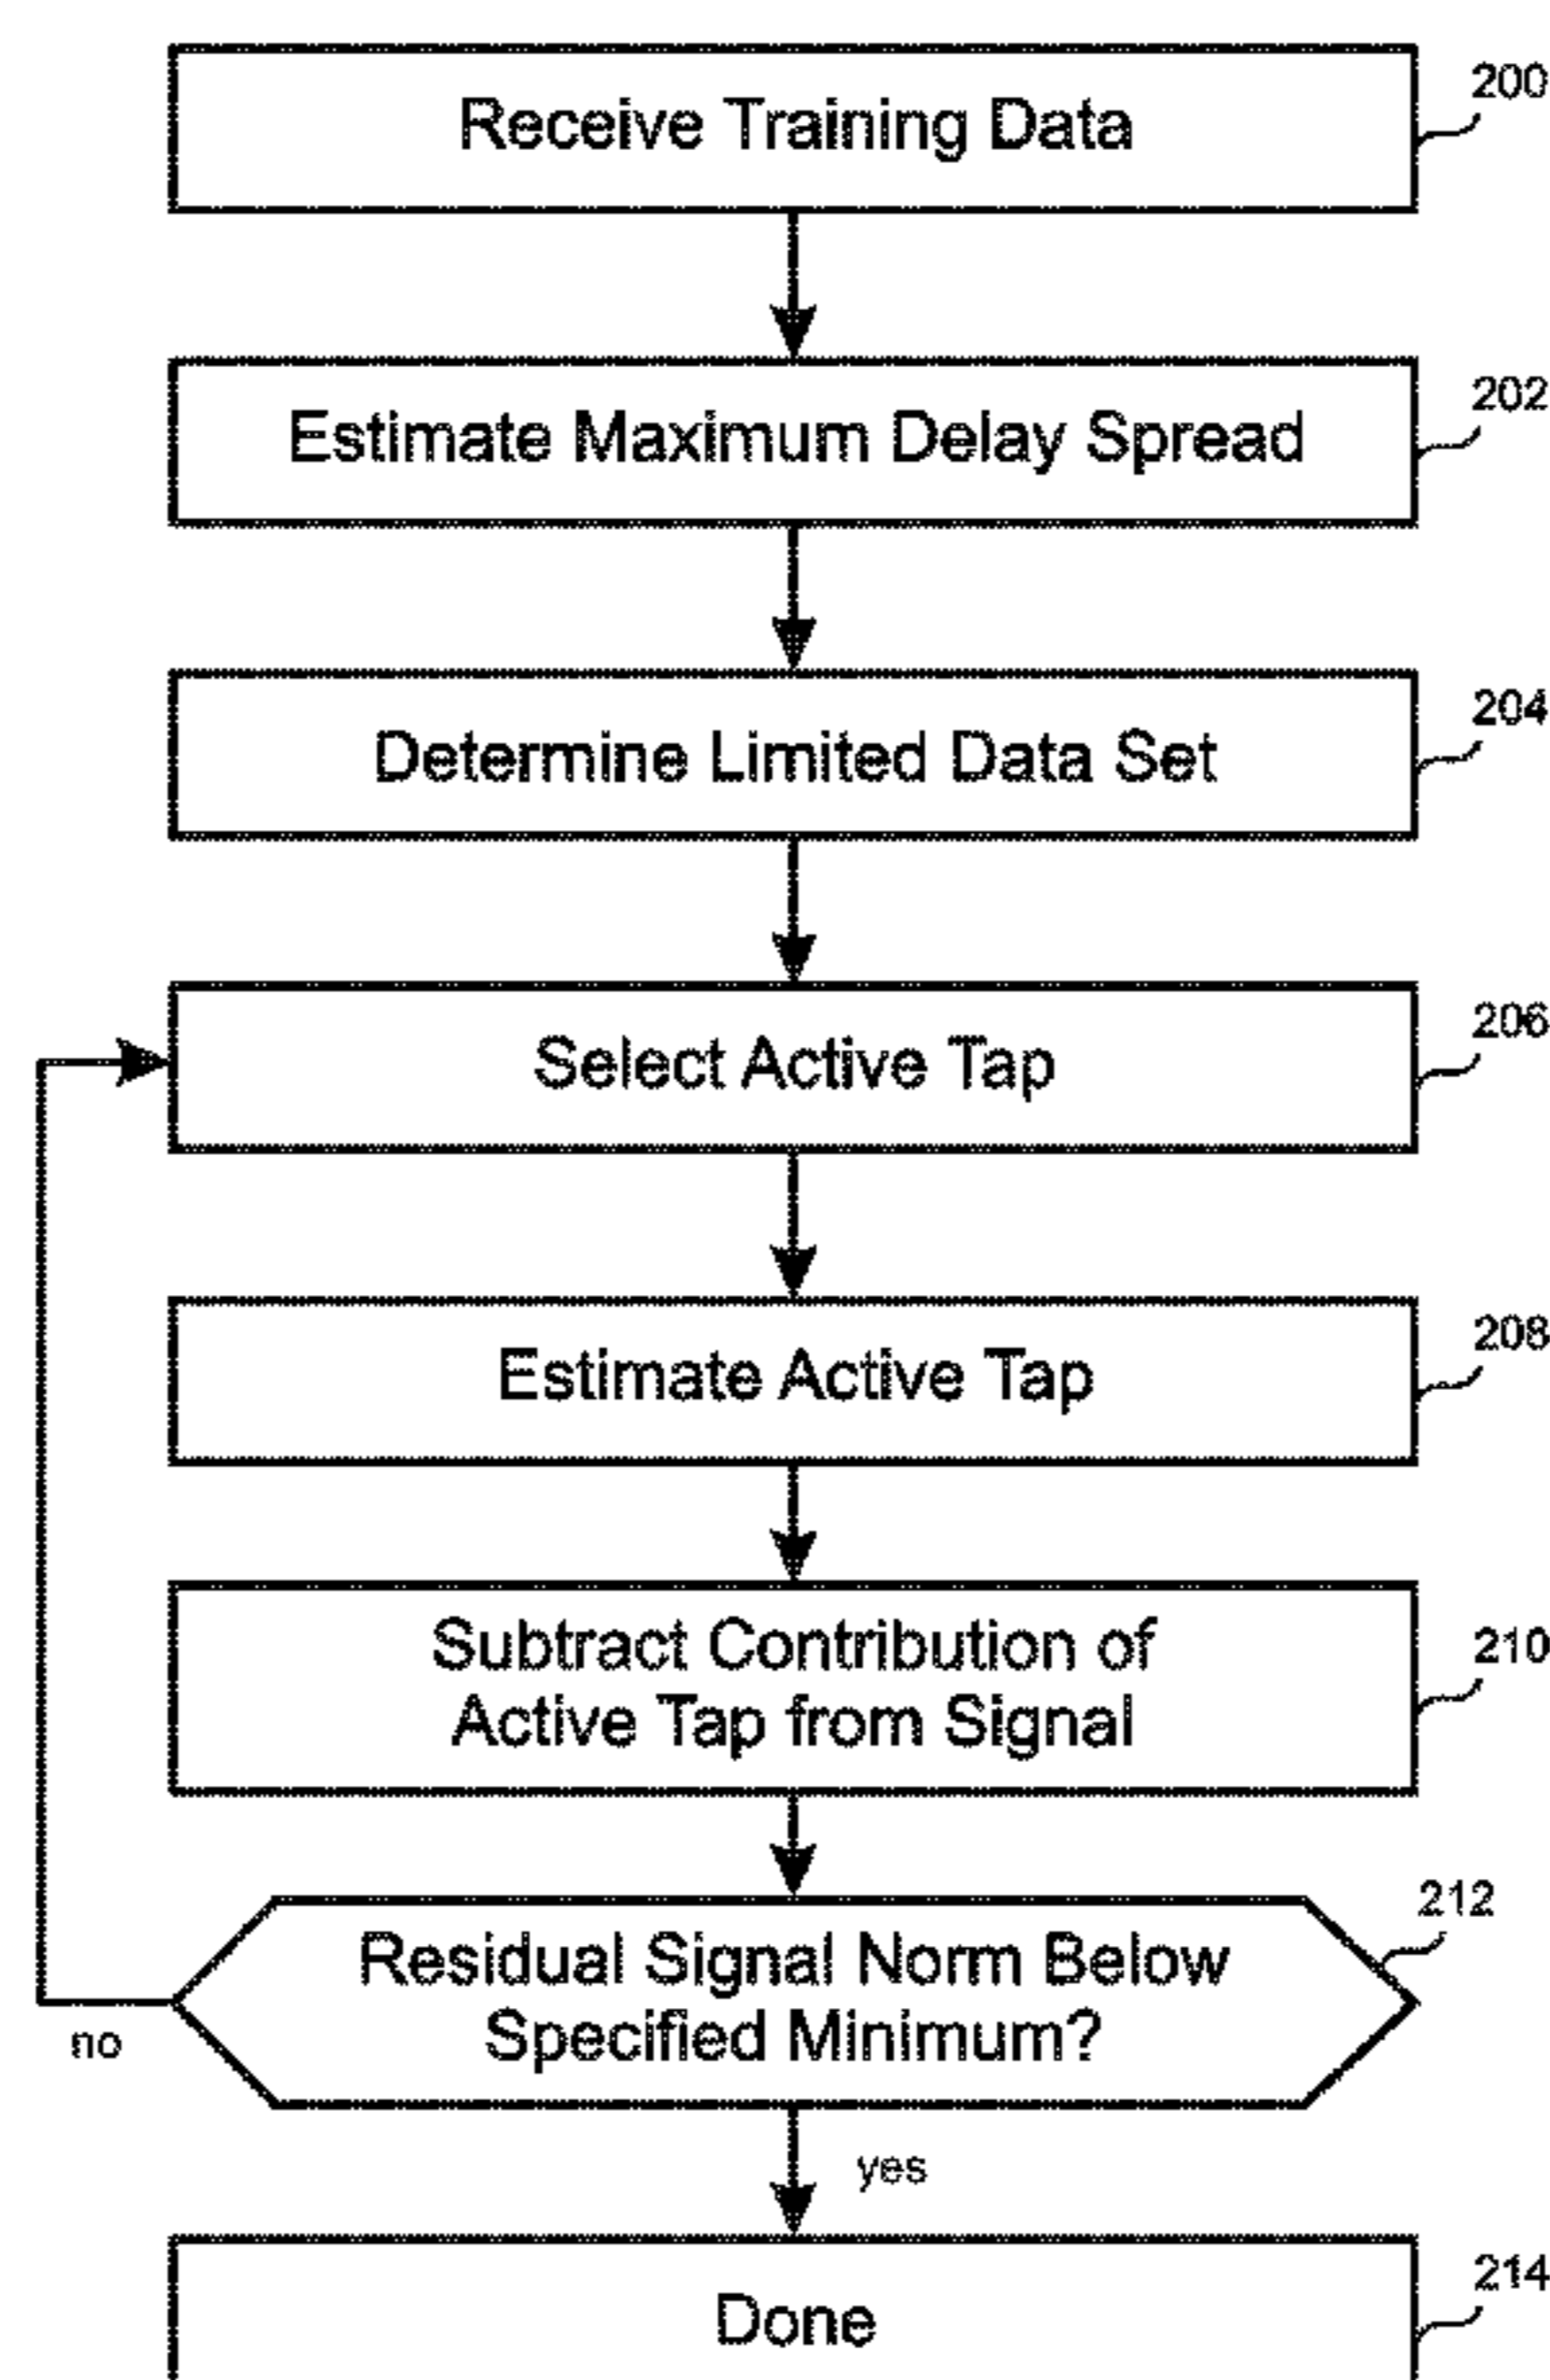 Receive Training Data
200
Estimate Maximum Delay Spread
202
Determine Limited Data Set
204
Select Active Tap
206
Estimate Active Tap
208
Subtract Contribution of
Active Tap from Signal
210
Residual Signal Norm Below
Specified Minimum?
212
no
yes
Done
214